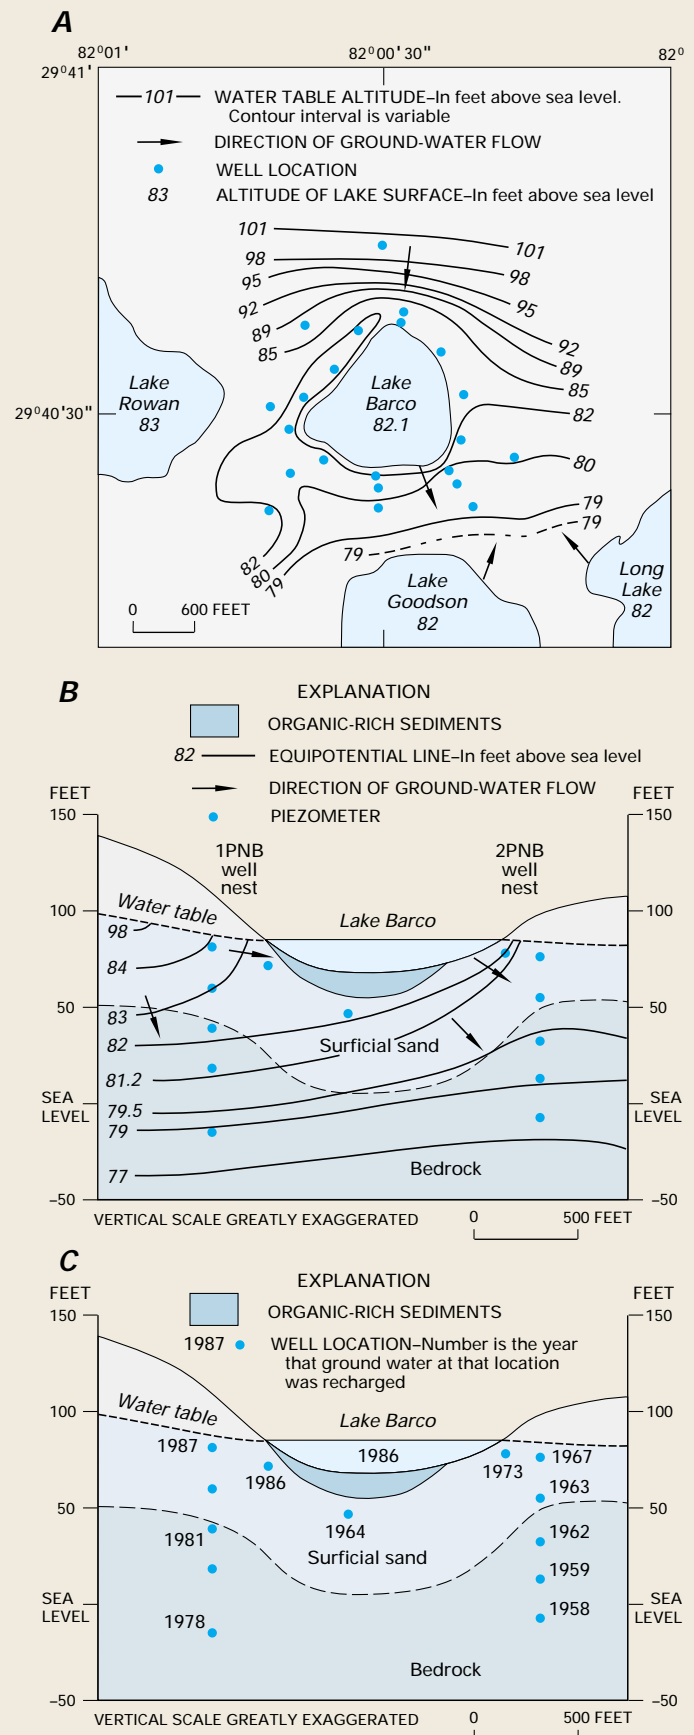 A
82°01'
82°00'30"
82°
29°41'
101
WATER TABLE ALTITUDE–In feet above sea level.
Contour interval is variable
DIRECTION OF GROUND-WATER FLOW
WELL LOCATION
83
ALTITUDE OF LAKE SURFACE–In feet above sea level
101
101
98
98
95
95
92
92
89
89
85
85
Lake
Rowan
83
Lake
Barco
82.1
29°40'30"
82
80
79
79
82
80
79
79
Lake
Goodson
82
Long
Lake
82
0
600 FEET
B
EXPLANATION
ORGANIC-RICH SEDIMENTS
82
EQUIPOTENTIAL LINE–In feet above sea level
DIRECTION OF GROUND-WATER FLOW
PIEZOMETER
FEET
150
FEET
150
1PNB
well
nest
2PNB
well
nest
Water table
Lake Barco
100
100
98
84
50
50
83
82
Surficial sand
81.2
SEA
LEVEL
SEA
LEVEL
79.5
79
77
Bedrock
–50
–50
VERTICAL SCALE GREATLY EXAGGERATED
0
500 FEET
C
EXPLANATION
ORGANIC-RICH SEDIMENTS
1987
WELL LOCATION–Number is the year
that ground water at that location
was recharged
FEET
150
FEET
150
Water table
Lake Barco
100
100
1987
1986
1986
1973
1967
1963
50
50
1964
1981
1962
Surficial sand
1959
SEA
LEVEL
SEA
LEVEL
1958
1978
Bedrock
–50
–50
VERTICAL SCALE GREATLY EXAGGERATED
0
500 FEET